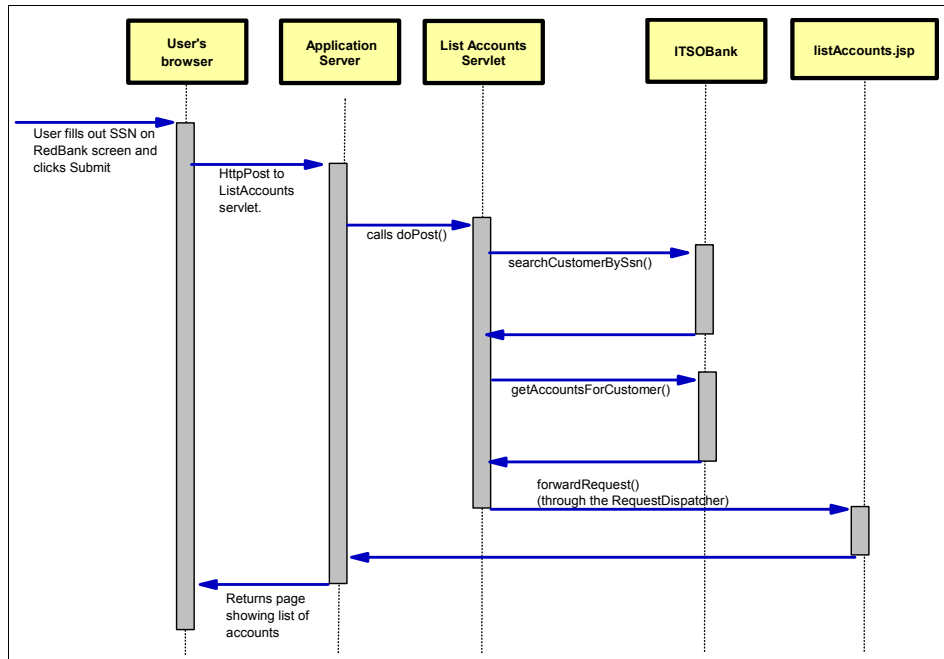 User's
browser
Application
Server
List Accounts
Servlet
ITSOBank
listAccounts.jsp
User fills out SSN on
RedBank screen and
clicks Submit
HttpPost to
ListAccounts
servlet.
calls doPost()
searchCustomerBySsn()
getAccountsForCustomer()
forwardRequest()
(through the RequestDispatcher)
Returns page
showing list of
accounts